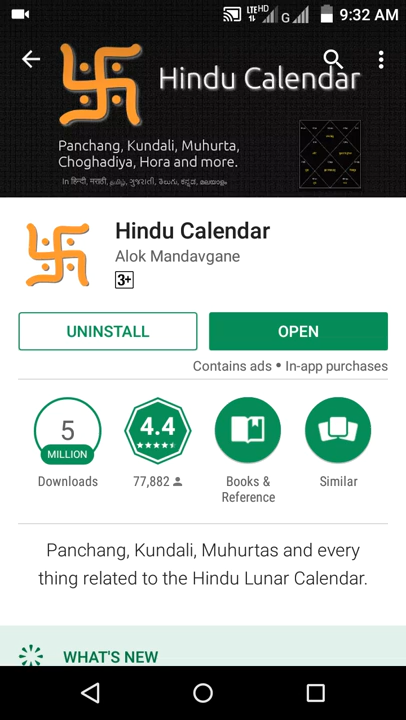 LTE HD
G
9:32 AM
Hindu Calendar
Panchang, Kundali, Muhurta,
Choghadiya, Hora and more.
In हिन्दी, मराठी, தமிழ், ગુજરાતી, తెలుగు, ಕನ್ನಡ, മലയാളം
Hindu Calendar
Alok Mandavgane
3+
UNINSTALL
OPEN
Contains ads • In-app purchases
5
MILLION
4.4
Downloads
77,882
Books &
Reference
Similar
Panchang, Kundali, Muhurtas and every
thing related to the Hindu Lunar Calendar.
WHAT'S NEW